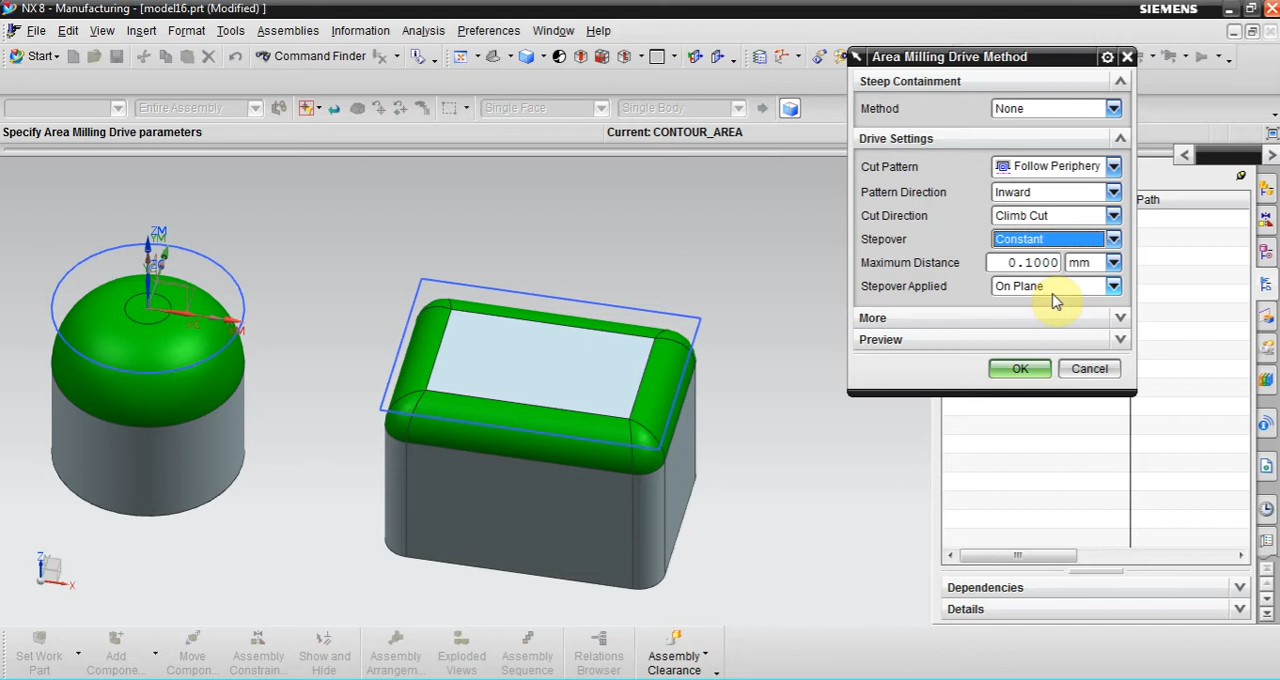 NX 8 - Manufacturing - [model16.prt (Modified) ]
SIEMENS
File Edit View Insert Format Tools Assemblies Information Analysis Preferences Window Help
Start
Command Finder
Entire Assembly
Single Face
Single Body
Specify Area Milling Drive parameters
Current: CONTOUR_AREA
Area Milling Drive Method
Steep Containment
Method None
Drive Settings
Cut Pattern Follow Periphery
Pattern Direction Inward
Cut Direction Climb Cut
Stepover Constant
Maximum Distance 0.1000 mm
Stepover Applied On Plane
More
Preview
OK Cancel
Path
ZM
YM
Z
X
Dependencies
Details
Set Work Part
Add Compone...
Move Compon...
Assembly Constrain...
Show and Hide
Assembly Arrangem...
Exploded Views
Assembly Sequence
Relations Browser
Assembly Clearance